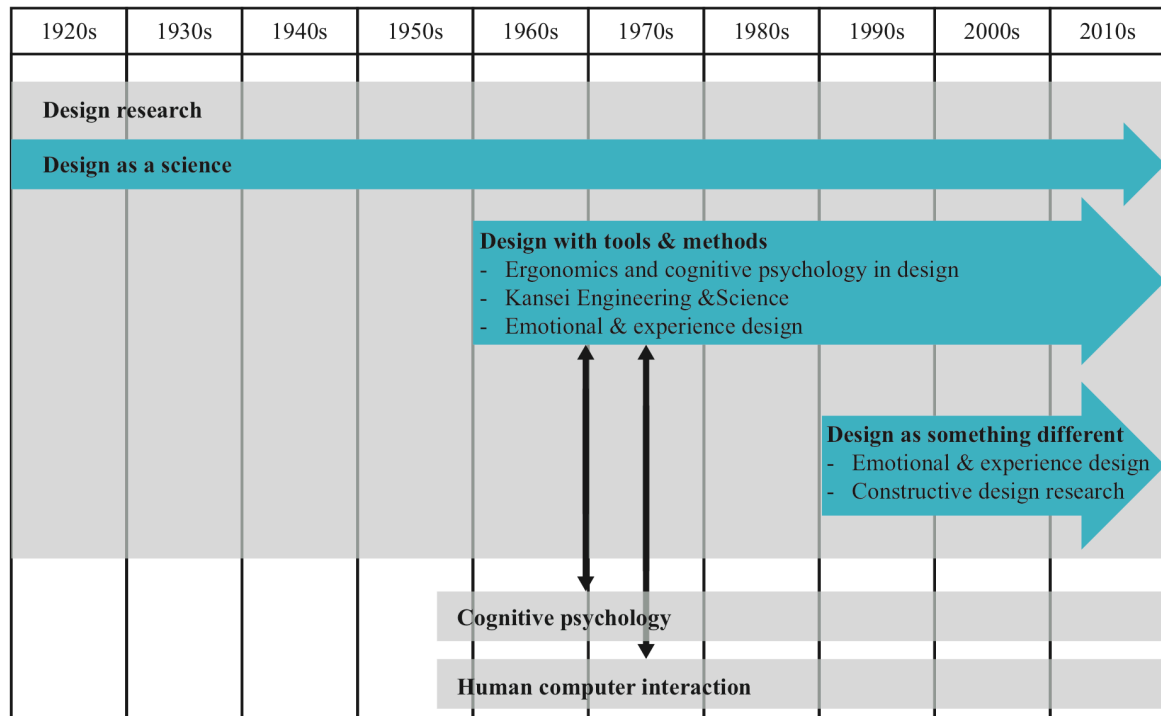 1920s 1930s 1940s 1950s 1960s 1970s 1980s 1990s 2000s 2010s
Design research
Design as a science
Design with tools & methods
- Ergonomics and cognitive psychology in design
- Kansei Engineering &Science
- Emotional & experience design
Design as something different
- Emotional & experience design
- Constructive design research
Cognitive psychology
Human computer interaction